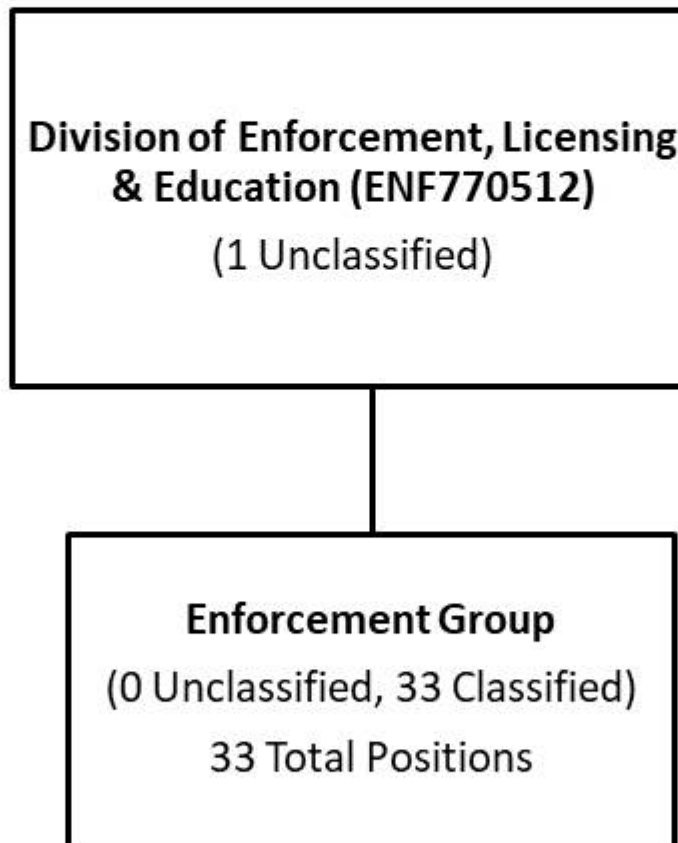 Division of Enforcement, Licensing
& Education (ENF770512)
(1 Unclassified)
Enforcement Group
(0 Unclassified, 33 Classified)
33 Total Positions